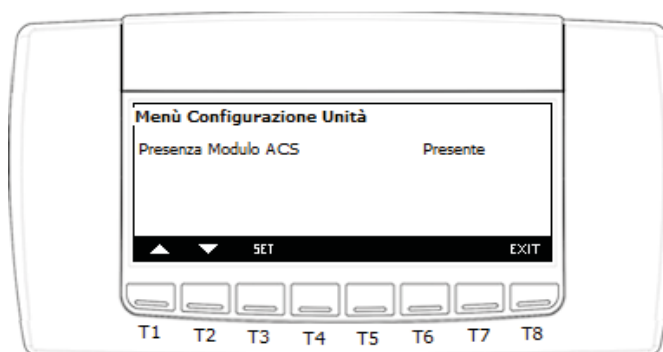 Menù Configurazione Unità
Presenza Modulo ACS Presente
SET EXIT
T1 T2 T3 T4 T5 T6 T7 T8